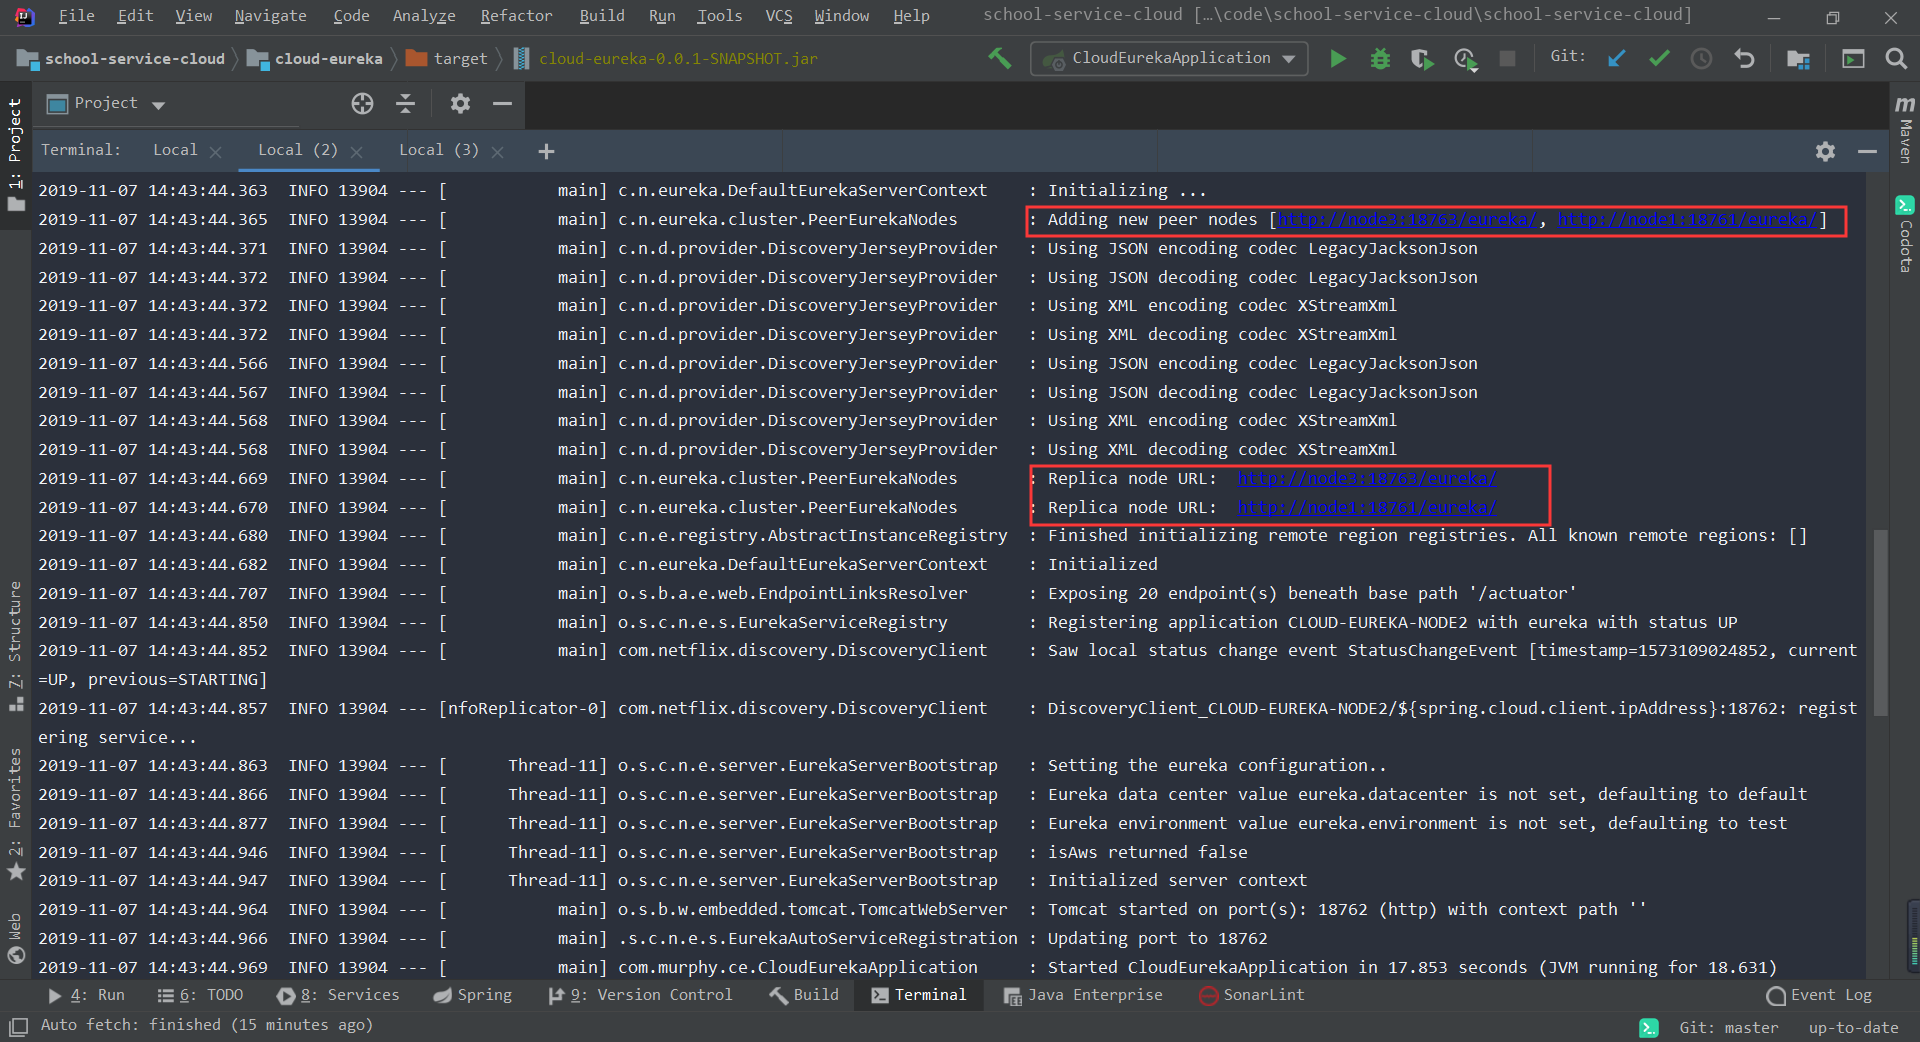 File Edit View Navigate Code Analyze Refactor Build Run Tools VCS Window Help school-service-cloud […\code\school-service-cloud\school-service-cloud]
school-service-cloud cloud-eureka target cloud-eureka-0.0.1-SNAPSHOT.jar CloudEurekaApplication Git:
Project
Terminal: Local Local (2) Local (3)
2019-11-07 14:43:44.363  INFO 13904 --- [           main] c.n.eureka.DefaultEurekaServerContext    : Initializing ...
2019-11-07 14:43:44.365  INFO 13904 --- [           main] c.n.eureka.cluster.PeerEurekaNodes       : Adding new peer nodes [http://node3:18763/eureka/, http://node1:18761/eureka/]
2019-11-07 14:43:44.371  INFO 13904 --- [           main] c.n.d.provider.DiscoveryJerseyProvider   : Using JSON encoding codec LegacyJacksonJson
2019-11-07 14:43:44.372  INFO 13904 --- [           main] c.n.d.provider.DiscoveryJerseyProvider   : Using JSON decoding codec LegacyJacksonJson
2019-11-07 14:43:44.372  INFO 13904 --- [           main] c.n.d.provider.DiscoveryJerseyProvider   : Using XML encoding codec XStreamXml
2019-11-07 14:43:44.372  INFO 13904 --- [           main] c.n.d.provider.DiscoveryJerseyProvider   : Using XML decoding codec XStreamXml
2019-11-07 14:43:44.566  INFO 13904 --- [           main] c.n.d.provider.DiscoveryJerseyProvider   : Using JSON encoding codec LegacyJacksonJson
2019-11-07 14:43:44.567  INFO 13904 --- [           main] c.n.d.provider.DiscoveryJerseyProvider   : Using JSON decoding codec LegacyJacksonJson
2019-11-07 14:43:44.568  INFO 13904 --- [           main] c.n.d.provider.DiscoveryJerseyProvider   : Using XML encoding codec XStreamXml
2019-11-07 14:43:44.568  INFO 13904 --- [           main] c.n.d.provider.DiscoveryJerseyProvider   : Using XML decoding codec XStreamXml
2019-11-07 14:43:44.669  INFO 13904 --- [           main] c.n.eureka.cluster.PeerEurekaNodes       : Replica node URL:  http://node3:18763/eureka/
2019-11-07 14:43:44.670  INFO 13904 --- [           main] c.n.eureka.cluster.PeerEurekaNodes       : Replica node URL:  http://node1:18761/eureka/
2019-11-07 14:43:44.680  INFO 13904 --- [           main] c.n.e.registry.AbstractInstanceRegistry  : Finished initializing remote region registries. All known remote regions: []
2019-11-07 14:43:44.682  INFO 13904 --- [           main] c.n.eureka.DefaultEurekaServerContext    : Initialized
2019-11-07 14:43:44.707  INFO 13904 --- [           main] o.s.b.a.e.web.EndpointLinksResolver      : Exposing 20 endpoint(s) beneath base path '/actuator'
2019-11-07 14:43:44.850  INFO 13904 --- [           main] o.s.c.n.e.s.EurekaServiceRegistry        : Registering application CLOUD-EUREKA-NODE2 with eureka with status UP
2019-11-07 14:43:44.852  INFO 13904 --- [           main] com.netflix.discovery.DiscoveryClient    : Saw local status change event StatusChangeEvent [timestamp=1573109024852, current
=UP, previous=STARTING]
2019-11-07 14:43:44.857  INFO 13904 --- [nfoReplicator-0] com.netflix.discovery.DiscoveryClient    : DiscoveryClient_CLOUD-EUREKA-NODE2/${spring.cloud.client.ipAddress}:18762: regist
ering service...
2019-11-07 14:43:44.863  INFO 13904 --- [      Thread-11] o.s.c.n.e.server.EurekaServerBootstrap   : Setting the eureka configuration..
2019-11-07 14:43:44.866  INFO 13904 --- [      Thread-11] o.s.c.n.e.server.EurekaServerBootstrap   : Eureka data center value eureka.datacenter is not set, defaulting to default
2019-11-07 14:43:44.877  INFO 13904 --- [      Thread-11] o.s.c.n.e.server.EurekaServerBootstrap   : Eureka environment value eureka.environment is not set, defaulting to test
2019-11-07 14:43:44.946  INFO 13904 --- [      Thread-11] o.s.c.n.e.server.EurekaServerBootstrap   : isAws returned false
2019-11-07 14:43:44.947  INFO 13904 --- [      Thread-11] o.s.c.n.e.server.EurekaServerBootstrap   : Initialized server context
2019-11-07 14:43:44.964  INFO 13904 --- [           main] o.s.b.w.embedded.tomcat.TomcatWebServer  : Tomcat started on port(s): 18762 (http) with context path ''
2019-11-07 14:43:44.966  INFO 13904 --- [           main] .s.c.n.e.s.EurekaAutoServiceRegistration : Updating port to 18762
2019-11-07 14:43:44.969  INFO 13904 --- [           main] com.murphy.ce.CloudEurekaApplication     : Started CloudEurekaApplication in 17.853 seconds (JVM running for 18.631)
1: Project
7: Structure
2: Favorites
Web
m Maven
Codota
4: Run 6: TODO 8: Services Spring 9: Version Control Build Terminal Java Enterprise SonarLint Event Log
Auto fetch: finished (15 minutes ago) Git: master up-to-date